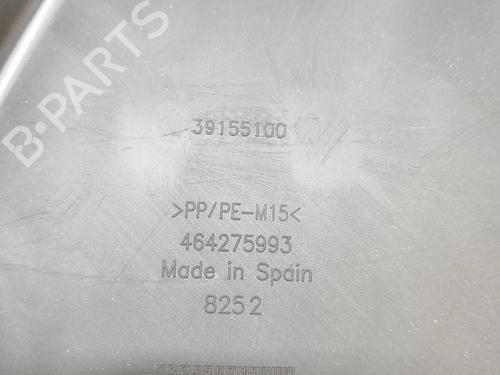 B-PARTS
39155100
>PP/PE-M15<
464275993
Made in Spain
8252